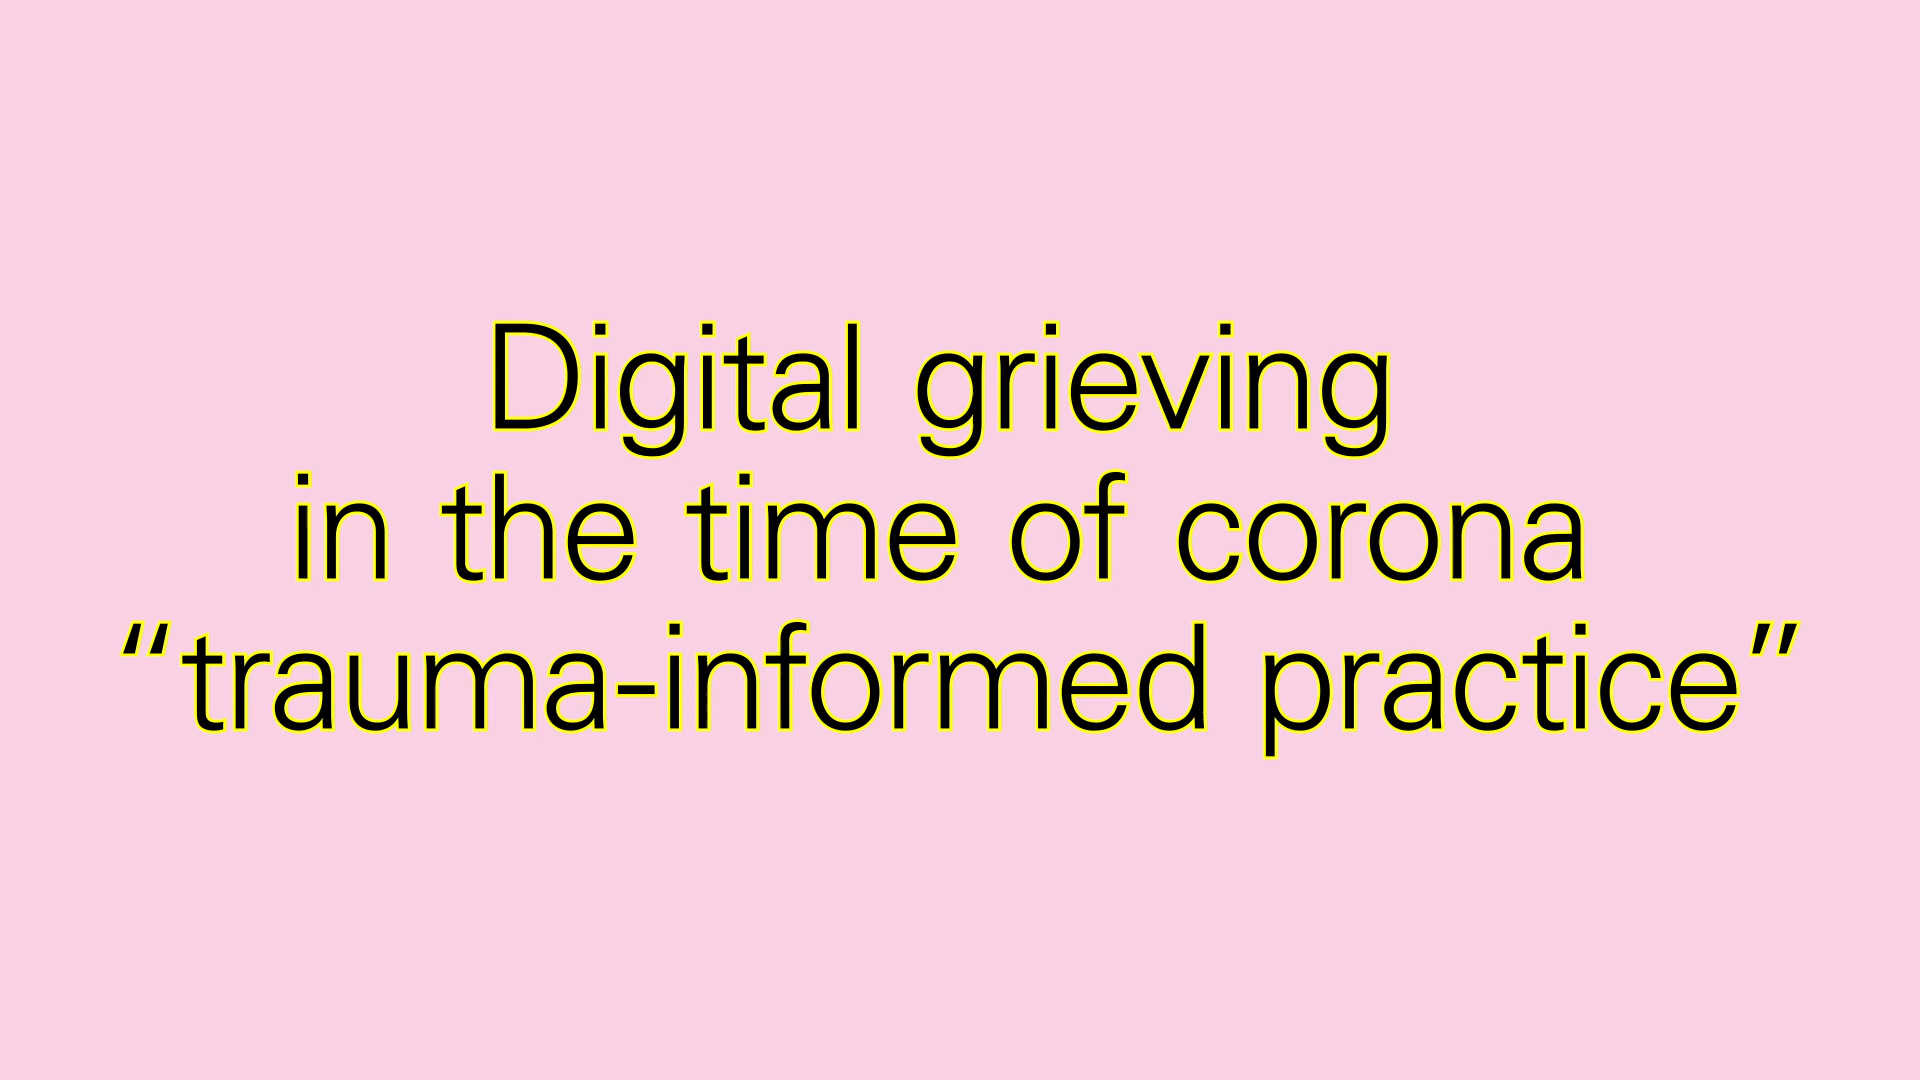 Digital grieving
in the time of corona
“trauma-informed practice”